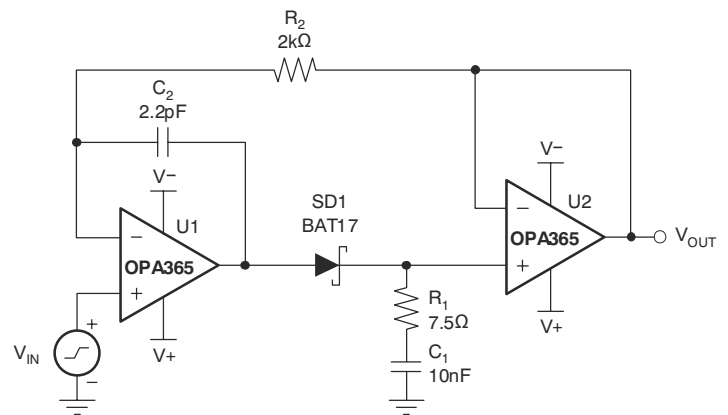 R2
2kΩ
C2
2.2pF
V−
V−
SD1
BAT17
U1
U2
−
−
OPA365
OPA365
VOUT
+
+
R1
7.5Ω
VIN
+
−
V+
V+
C1
10nF